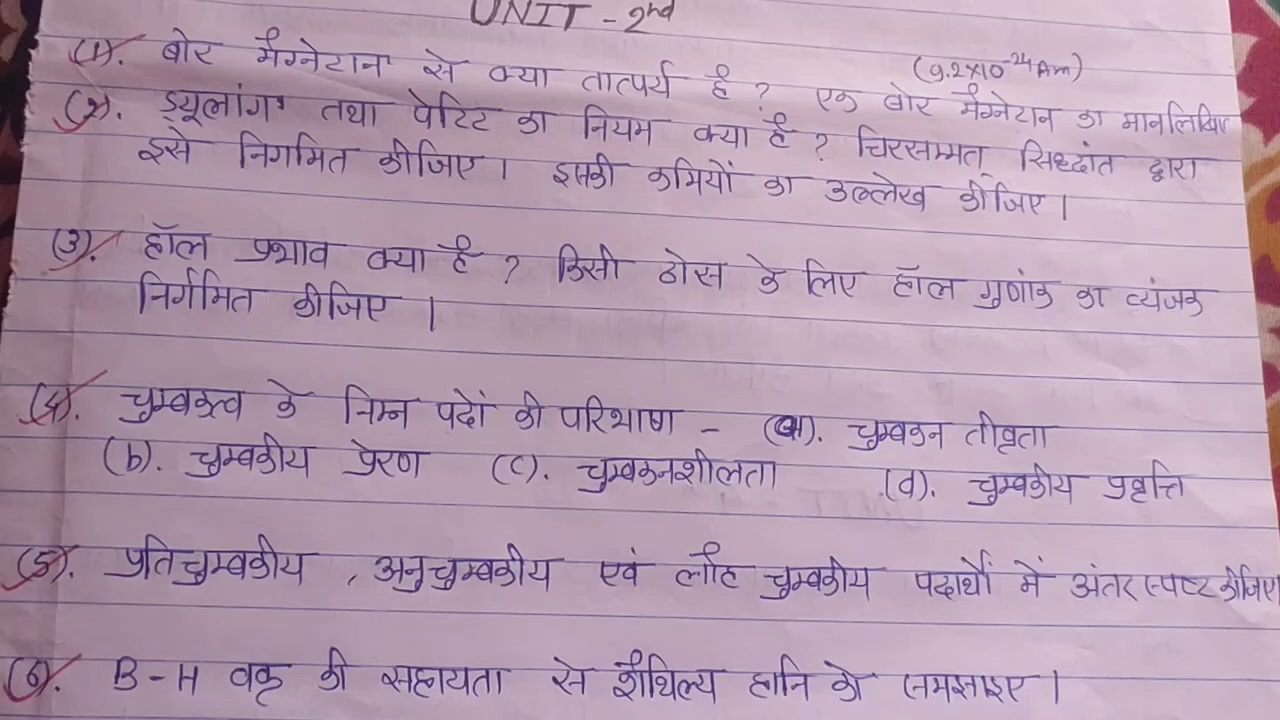 UNIT - 2nd
(1). बोर मैग्नेटान से क्या तात्पर्य है ? एक बोर मैग्नेटान का मान लिखिए (9.2×10⁻²⁴ Am)
(2). ड्यूलांग तथा पेटिट का नियम क्या है ? चिरसम्मत् सिध्दांत द्वारा
इसे निगमित कीजिए । इसकी कमियों का उल्लेख कीजिए ।
(3). हॉल प्रभाव क्या है ? किसी ठोस के लिए हॉल गुणांक का व्यंजक
निर्गमित कीजिए ।
(4). चुम्बकत्व के निम्न पदों की परिभाषा - (a). चुम्बकन तीव्रता
(b). चुम्बकीय प्रेरण (c). चुम्बकनशीलता (d). चुम्बकीय प्रवृत्ति
(5). प्रतिचुम्बकीय , अनुचुम्बकीय एवं लौह चुम्बकीय पदार्थों में अंतर स्पष्ट कीजिए
(6). B-H वक्र की सहायता से शैथिल्य हानि को समझाइए ।